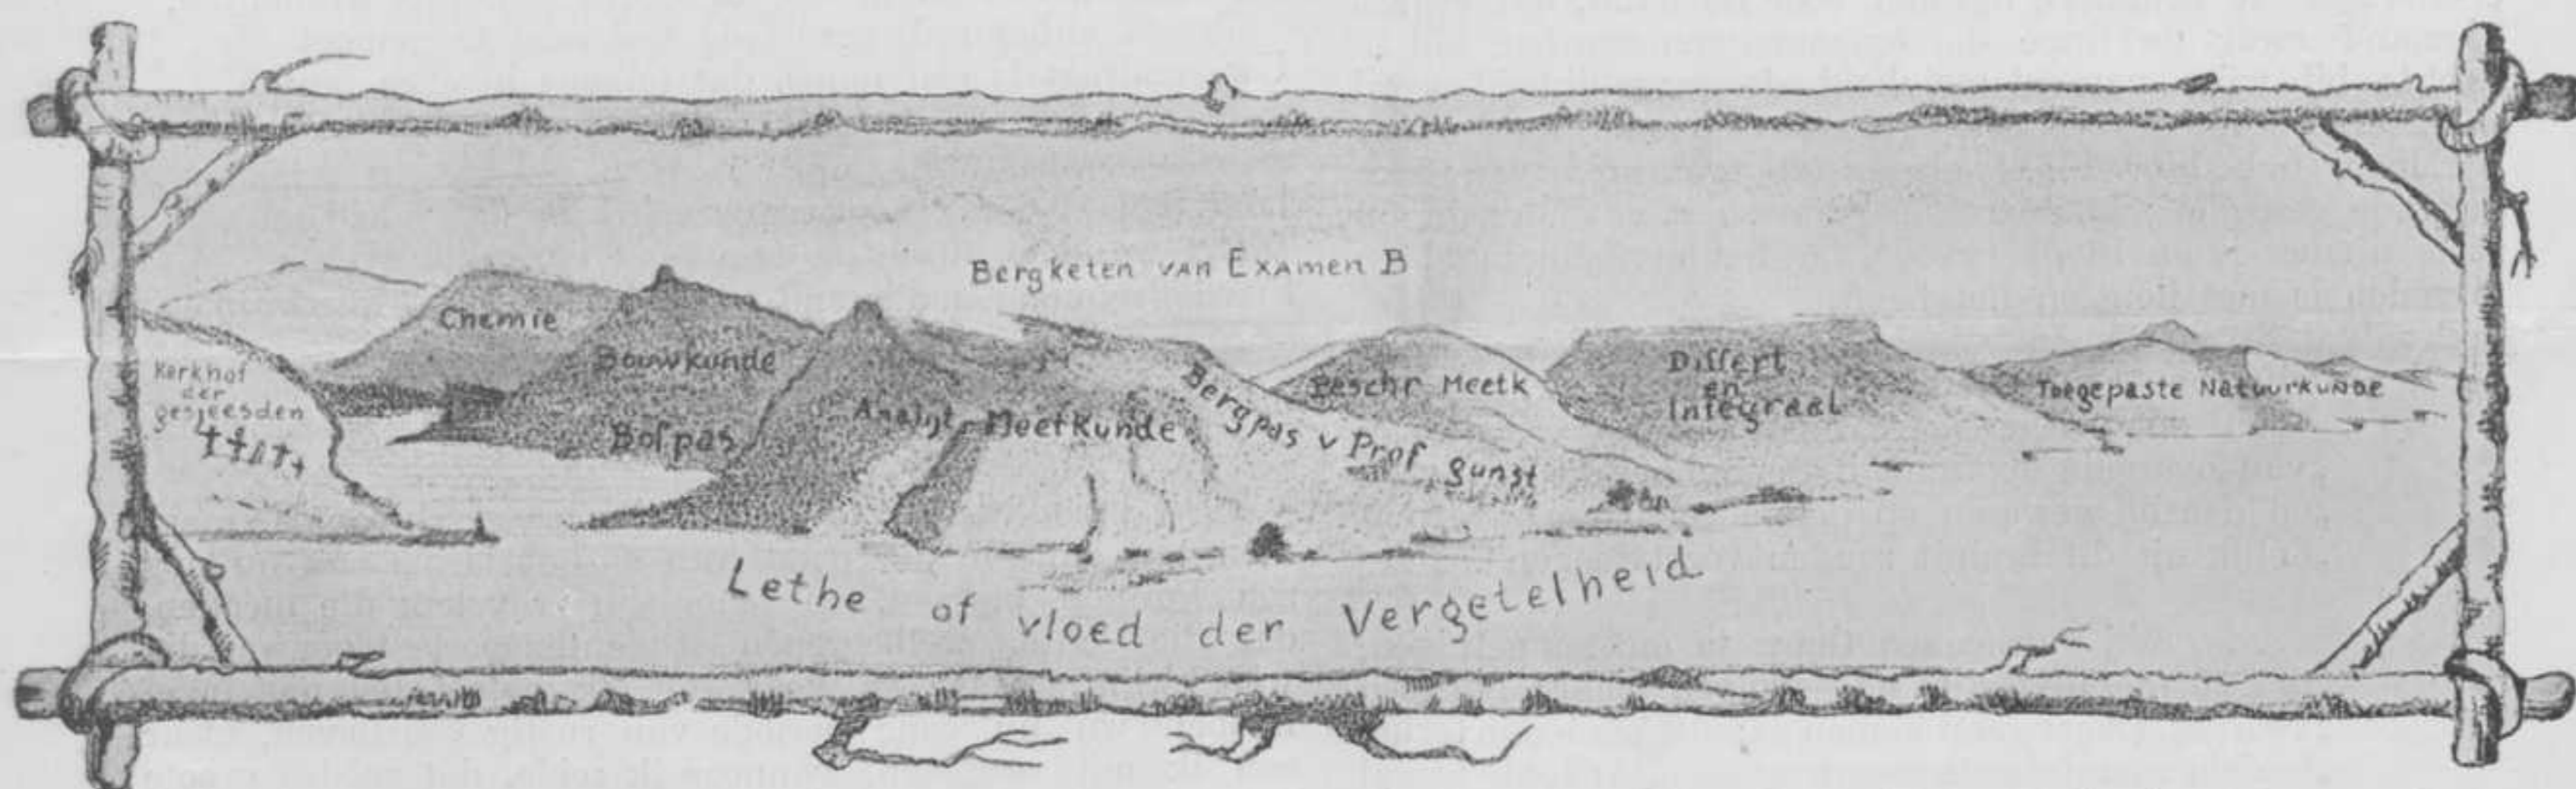 Bergketen van Examen B
Chemie
Bouwkunde
Bofpas
Kerkhof
der
gesjeesden
Analyt. Meetkunde
Bergpas v Prof gunst
Beschr Meetk
Differt
en
Integraal
Toegepaste Natuurkunde
Lethe of vloed der Vergetelheid